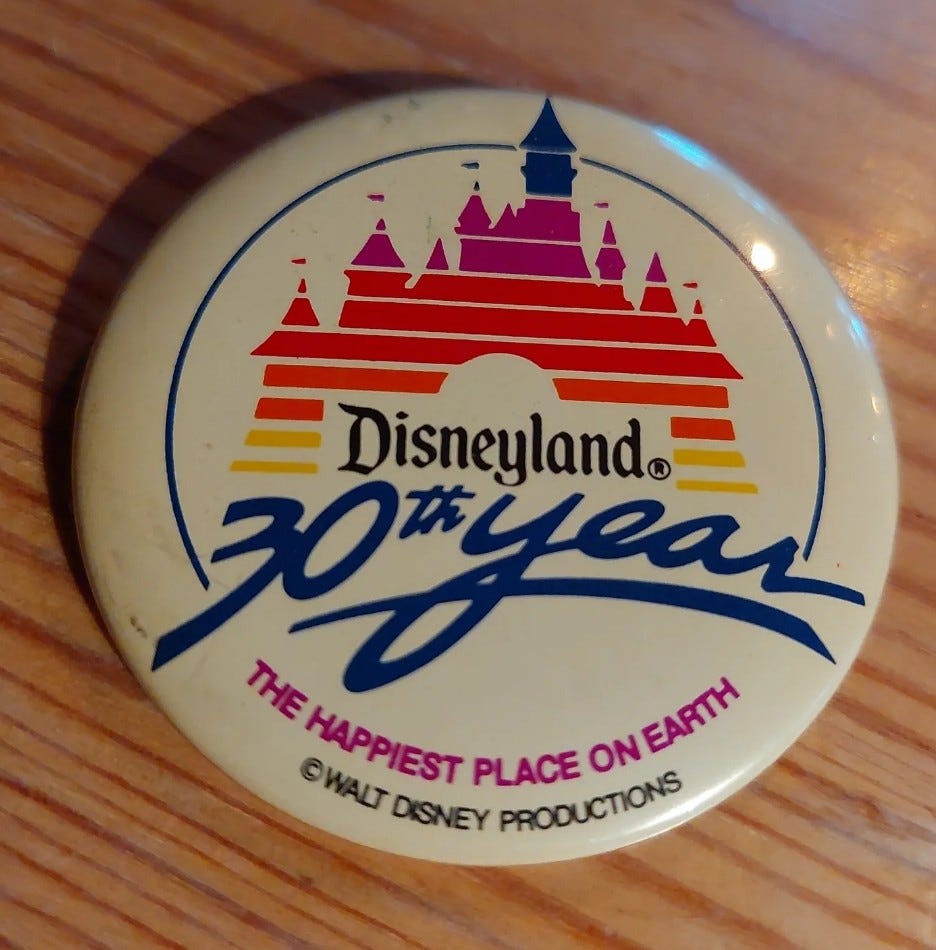 Disneyland®
30th year
THE HAPPIEST PLACE ON EARTH
© WALT DISNEY PRODUCTIONS